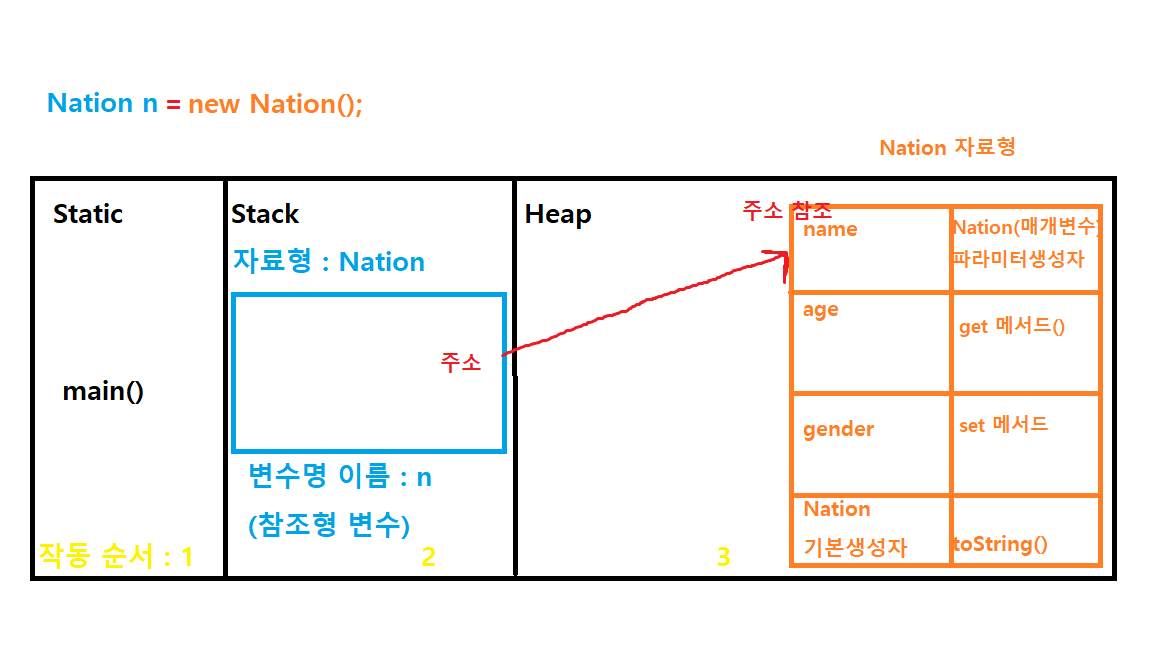 Nation n = new Nation();
Nation 자료형
Static
main()
작동 순서 : 1
Stack
자료형 : Nation
주소
변수명 이름 : n
(참조형 변수)
2
Heap
주소 참조
3
name
Nation(매개변수)
파라미터생성자
age
get 메서드()
gender
set 메서드
Nation
기본생성자
toString()